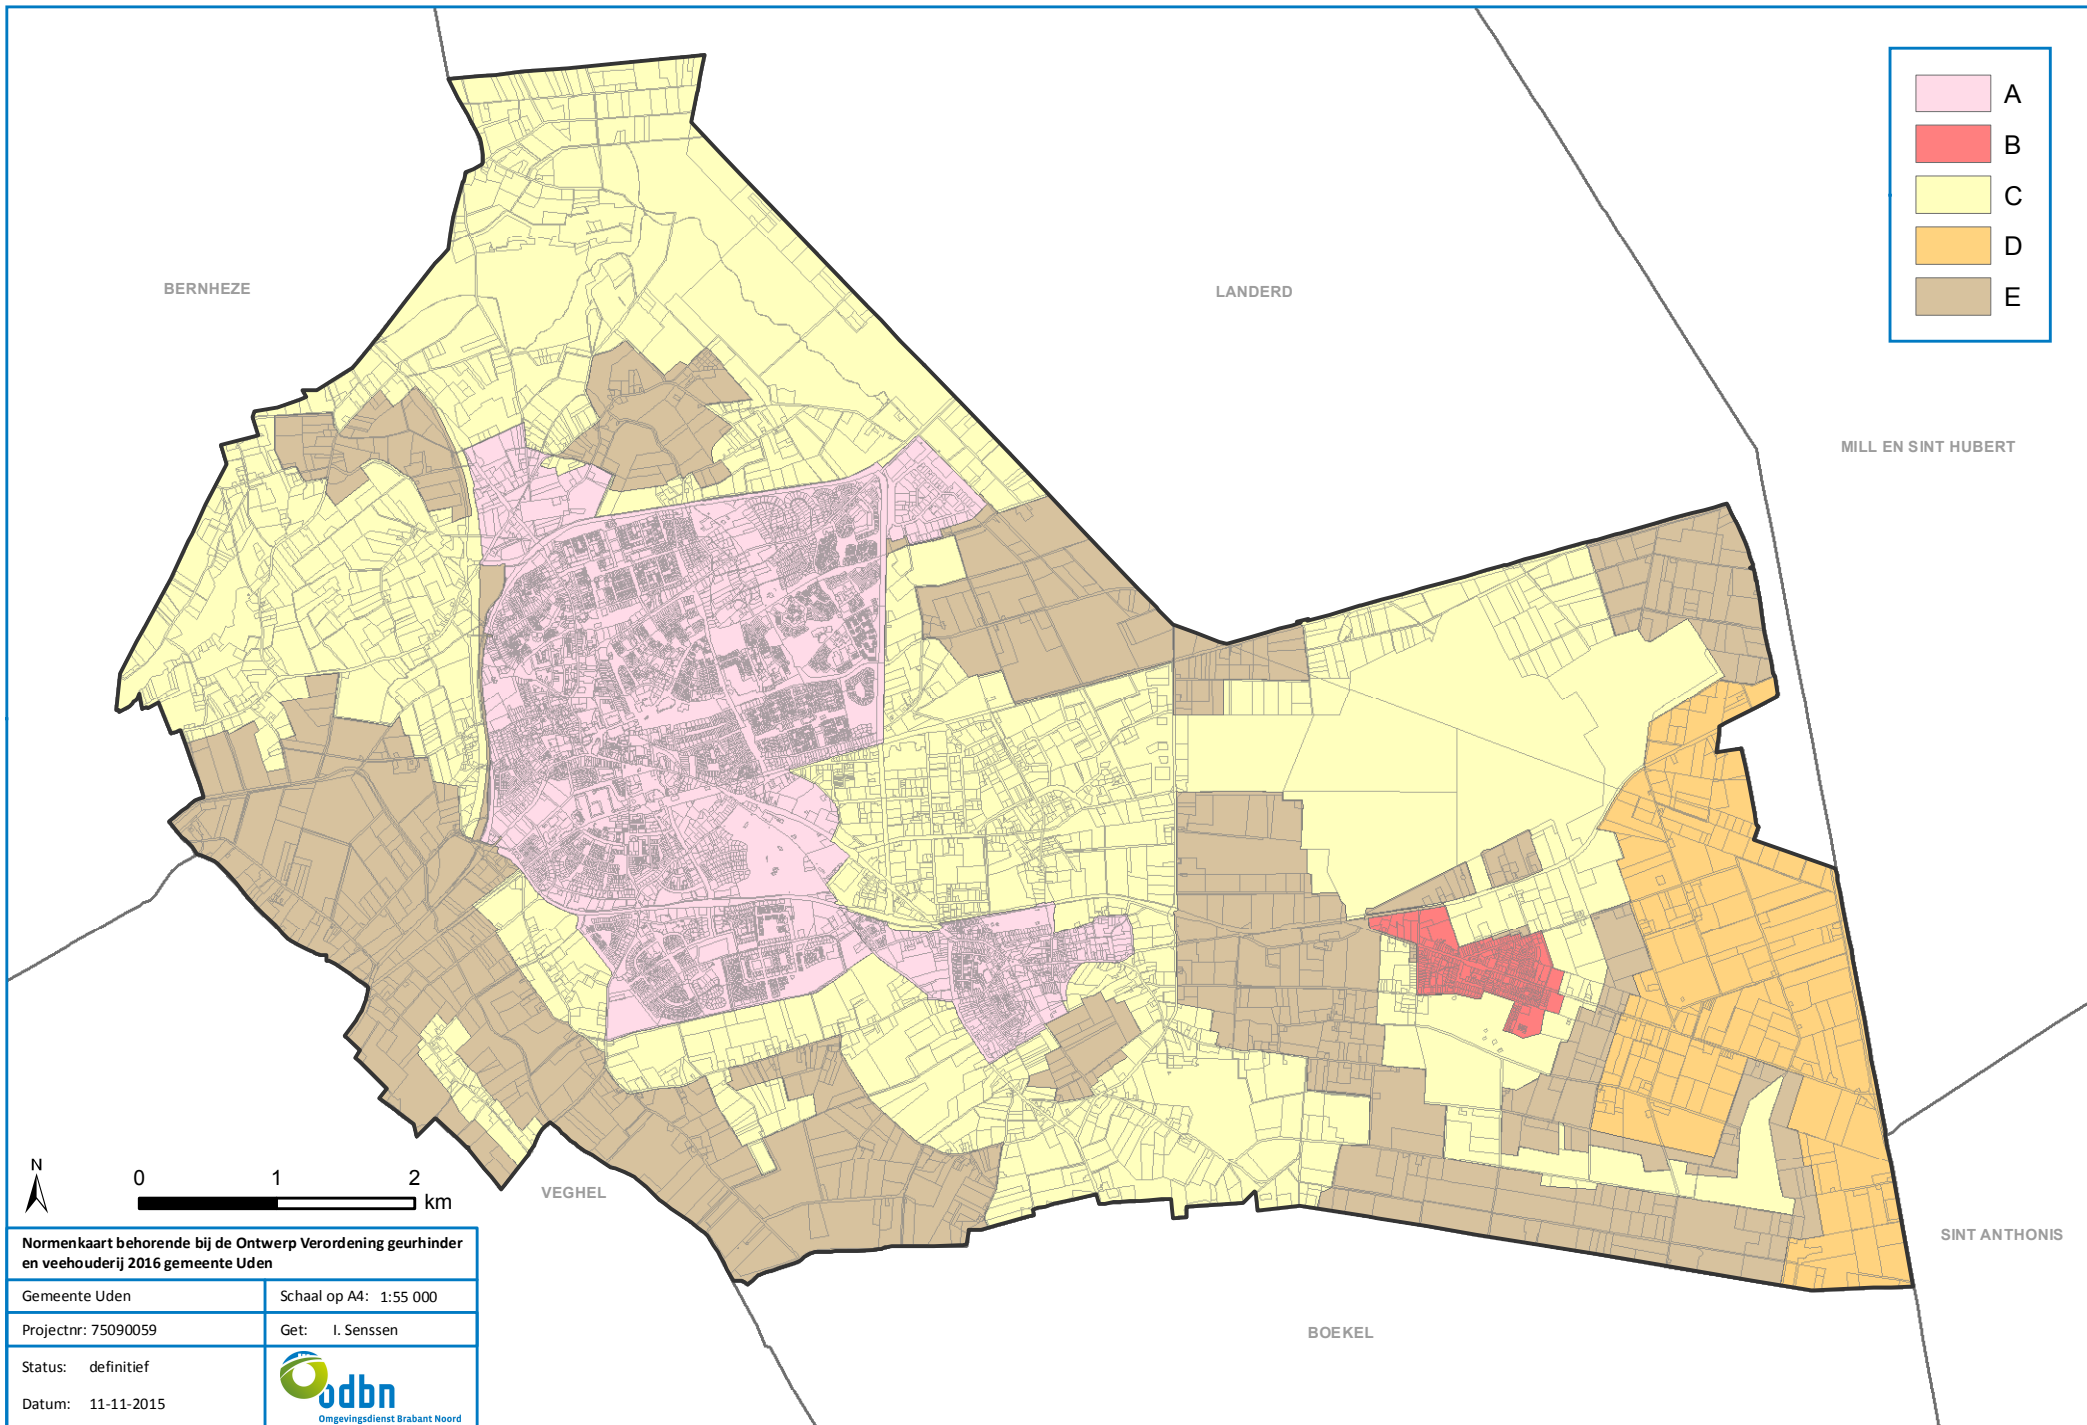 A
B
C
D
E
BERNHEZE
LANDERD
MILL EN SINT HUBERT
N
0 1 2
km
VEGHEL
SINT ANTHONIS
BOEKEL
Normenkaart behorende bij de Ontwerp Verordening geurhinder
en veehouderij 2016 gemeente Uden
Gemeente Uden
Schaal op A4: 1:55 000
Projectnr: 75090059
Get: I. Senssen
Status: definitief
Datum: 11-11-2015
odbn
Omgevingsdienst Brabant Noord